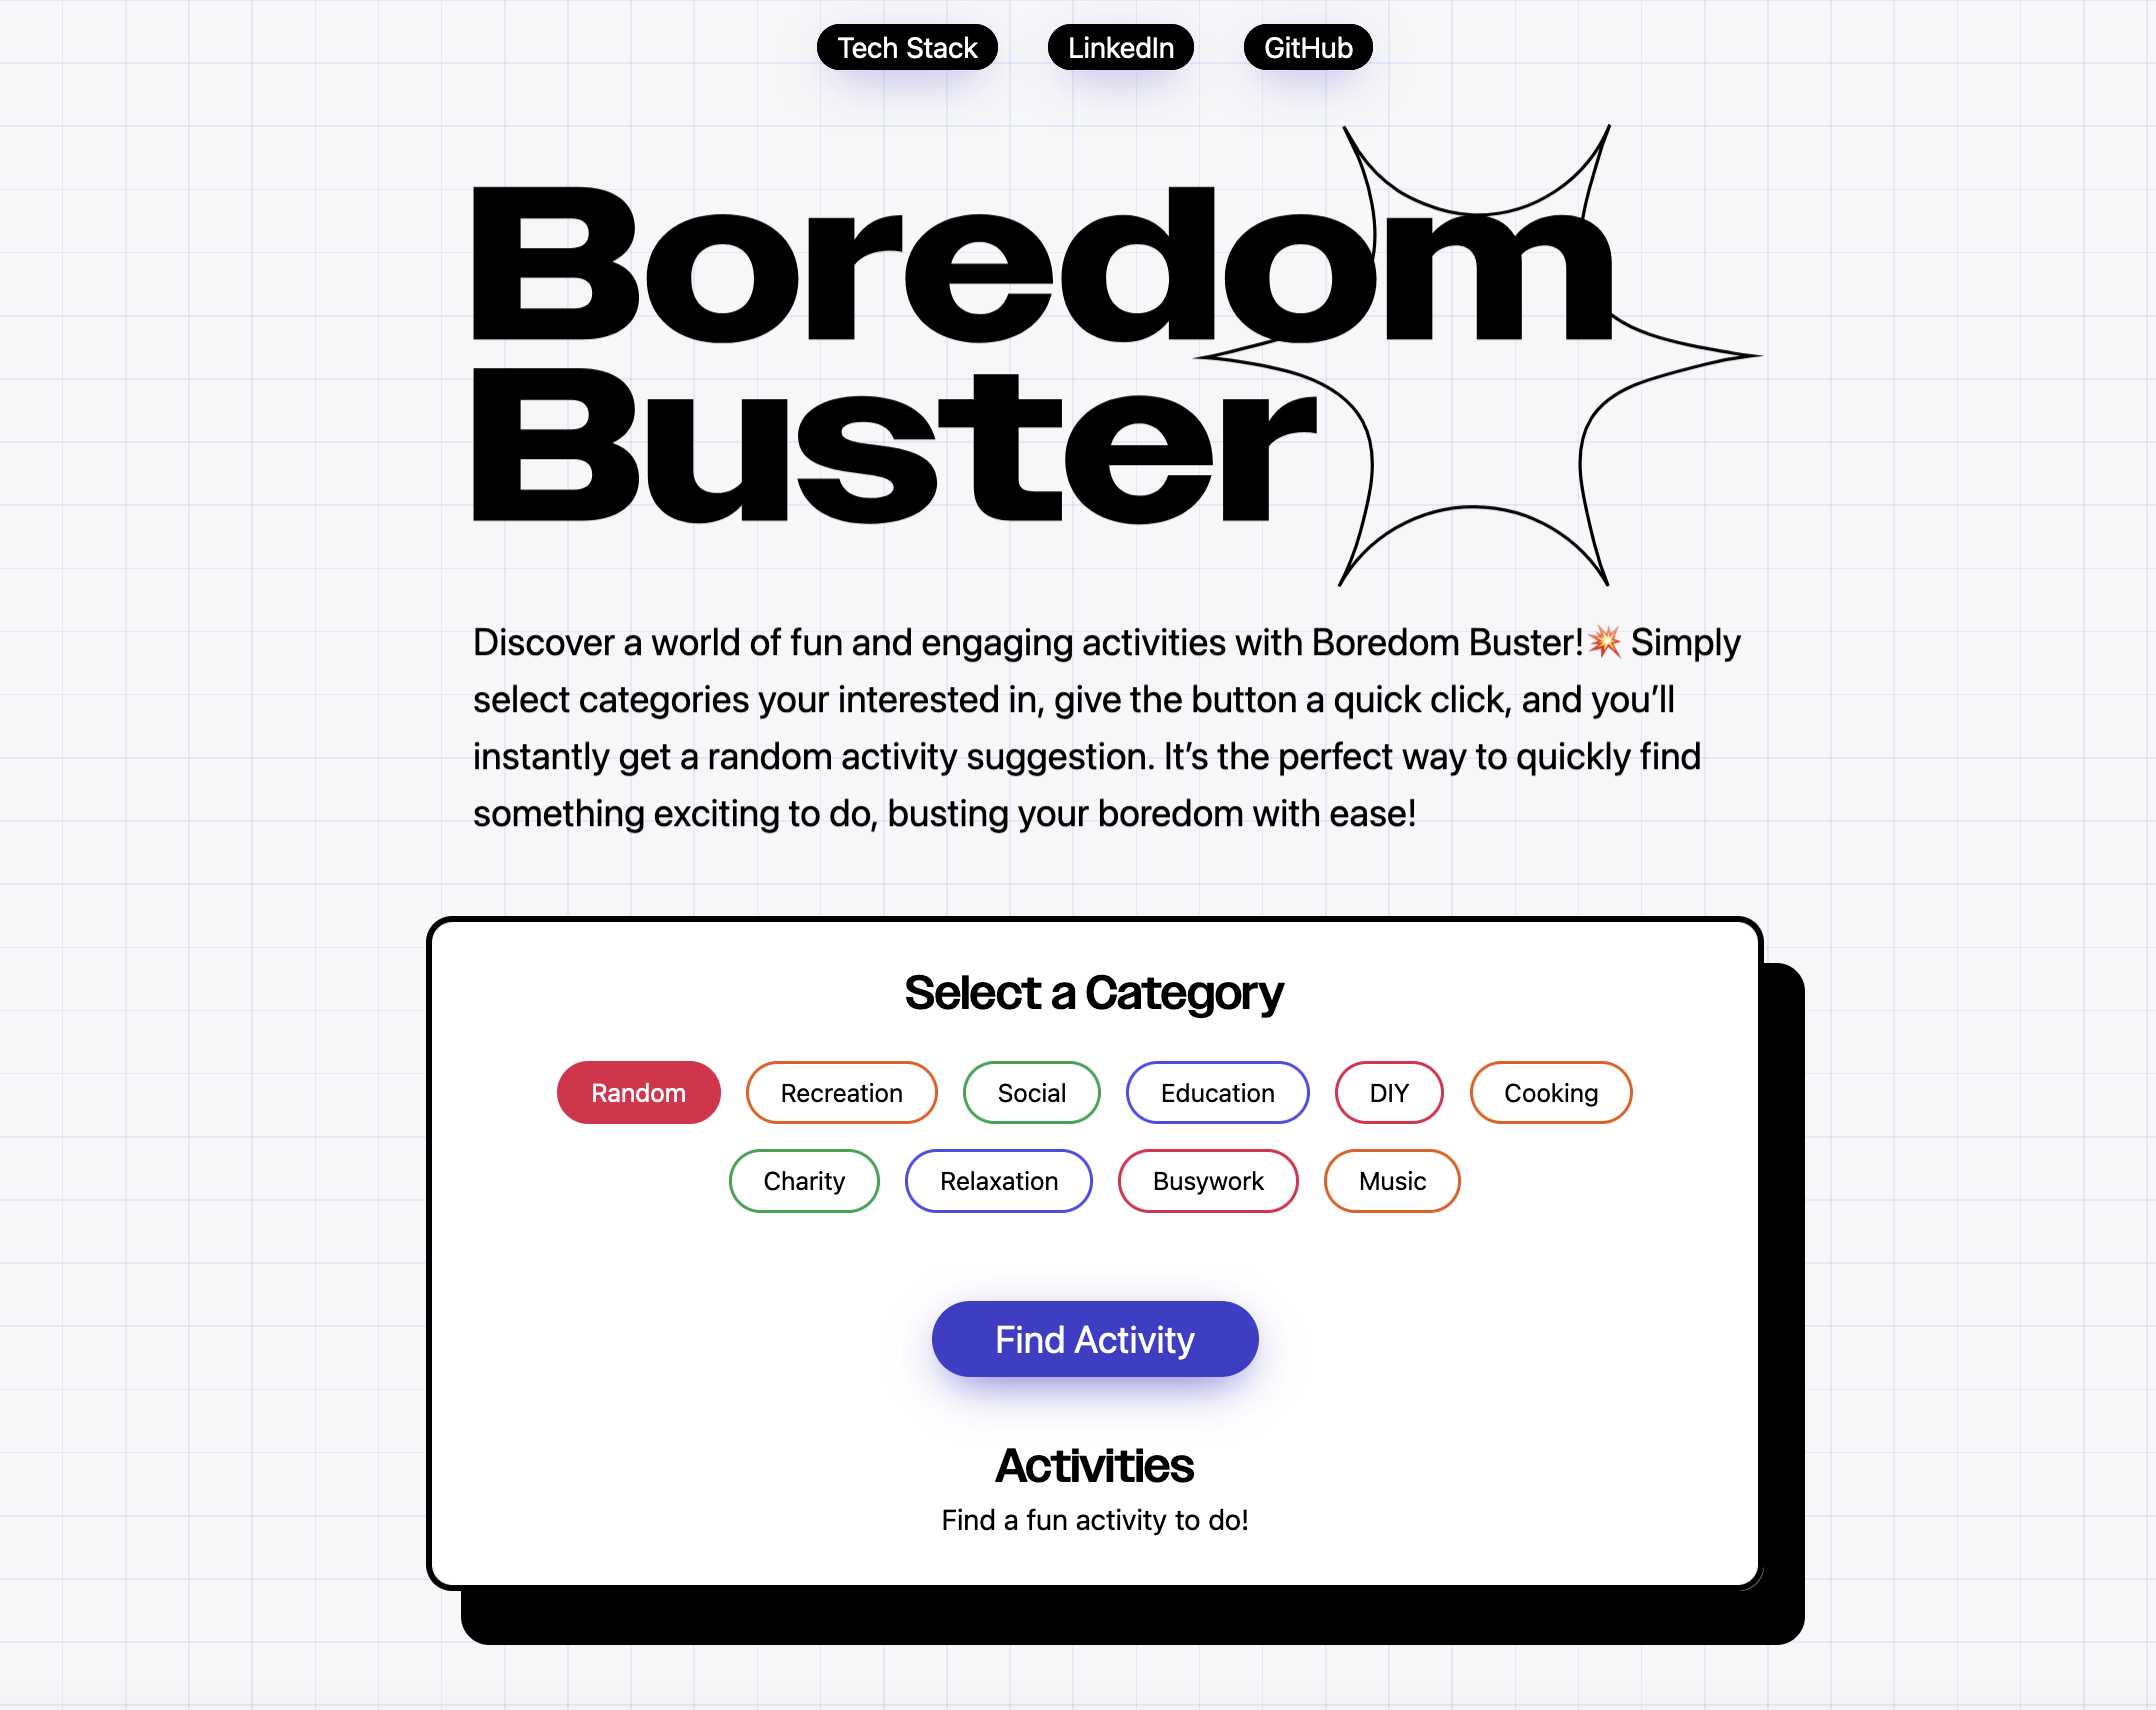 Tech Stack LinkedIn GitHub
Boredom
Buster
Discover a world of fun and engaging activities with Boredom Buster!💥 Simply
select categories your interested in, give the button a quick click, and you’ll
instantly get a random activity suggestion. It’s the perfect way to quickly find
something exciting to do, busting your boredom with ease!
Select a Category
Random Recreation Social Education DIY Cooking
Charity Relaxation Busywork Music
Find Activity
Activities
Find a fun activity to do!